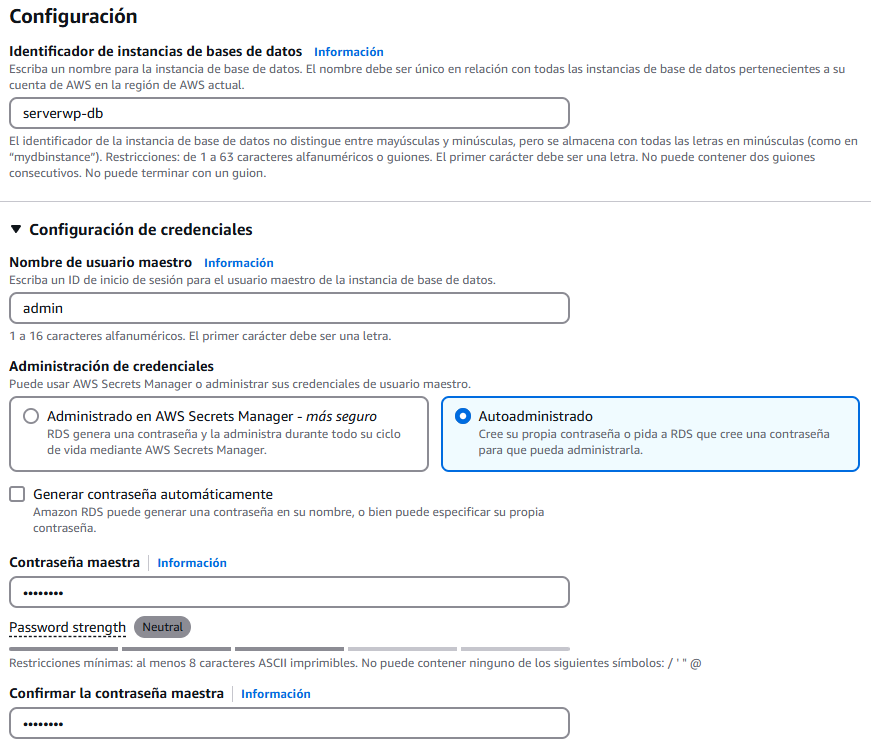 Configuración
Identificador de instancias de bases de datos Información
Escriba un nombre para la instancia de base de datos. El nombre debe ser único en relación con todas las instancias de base de datos pertenecientes a su
cuenta de AWS en la región de AWS actual.
serverwp-db
El identificador de la instancia de base de datos no distingue entre mayúsculas y minúsculas, pero se almacena con todas las letras en minúsculas (como en
“mydbinstance”). Restricciones: de 1 a 63 caracteres alfanuméricos o guiones. El primer carácter debe ser una letra. No puede contener dos guiones
consecutivos. No puede terminar con un guion.
Configuración de credenciales
Nombre de usuario maestro Información
Escriba un ID de inicio de sesión para el usuario maestro de la instancia de base de datos.
admin
1 a 16 caracteres alfanuméricos. El primer carácter debe ser una letra.
Administración de credenciales
Puede usar AWS Secrets Manager o administrar sus credenciales de usuario maestro.
Administrado en AWS Secrets Manager - más seguro
RDS genera una contraseña y la administra durante todo su ciclo
de vida mediante AWS Secrets Manager.
Autoadministrado
Cree su propia contraseña o pida a RDS que cree una contraseña
para que pueda administrarla.
Generar contraseña automáticamente
Amazon RDS puede generar una contraseña en su nombre, o bien puede especificar su propia
contraseña.
Contraseña maestra Información
••••••••
Password strength Neutral
Restricciones mínimas: al menos 8 caracteres ASCII imprimibles. No puede contener ninguno de los siguientes símbolos: / ' " @
Confirmar la contraseña maestra Información
••••••••